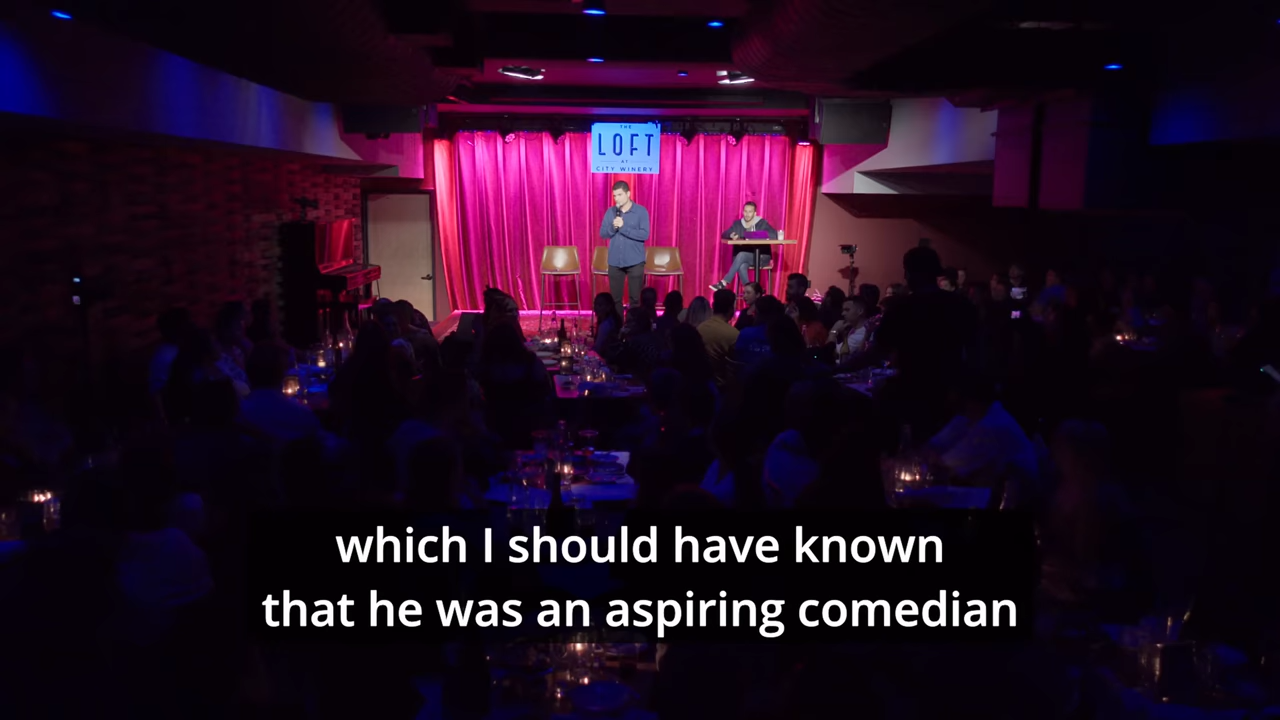 THE
LOFT
AT
CITY WINERY
which I should have known
that he was an aspiring comedian